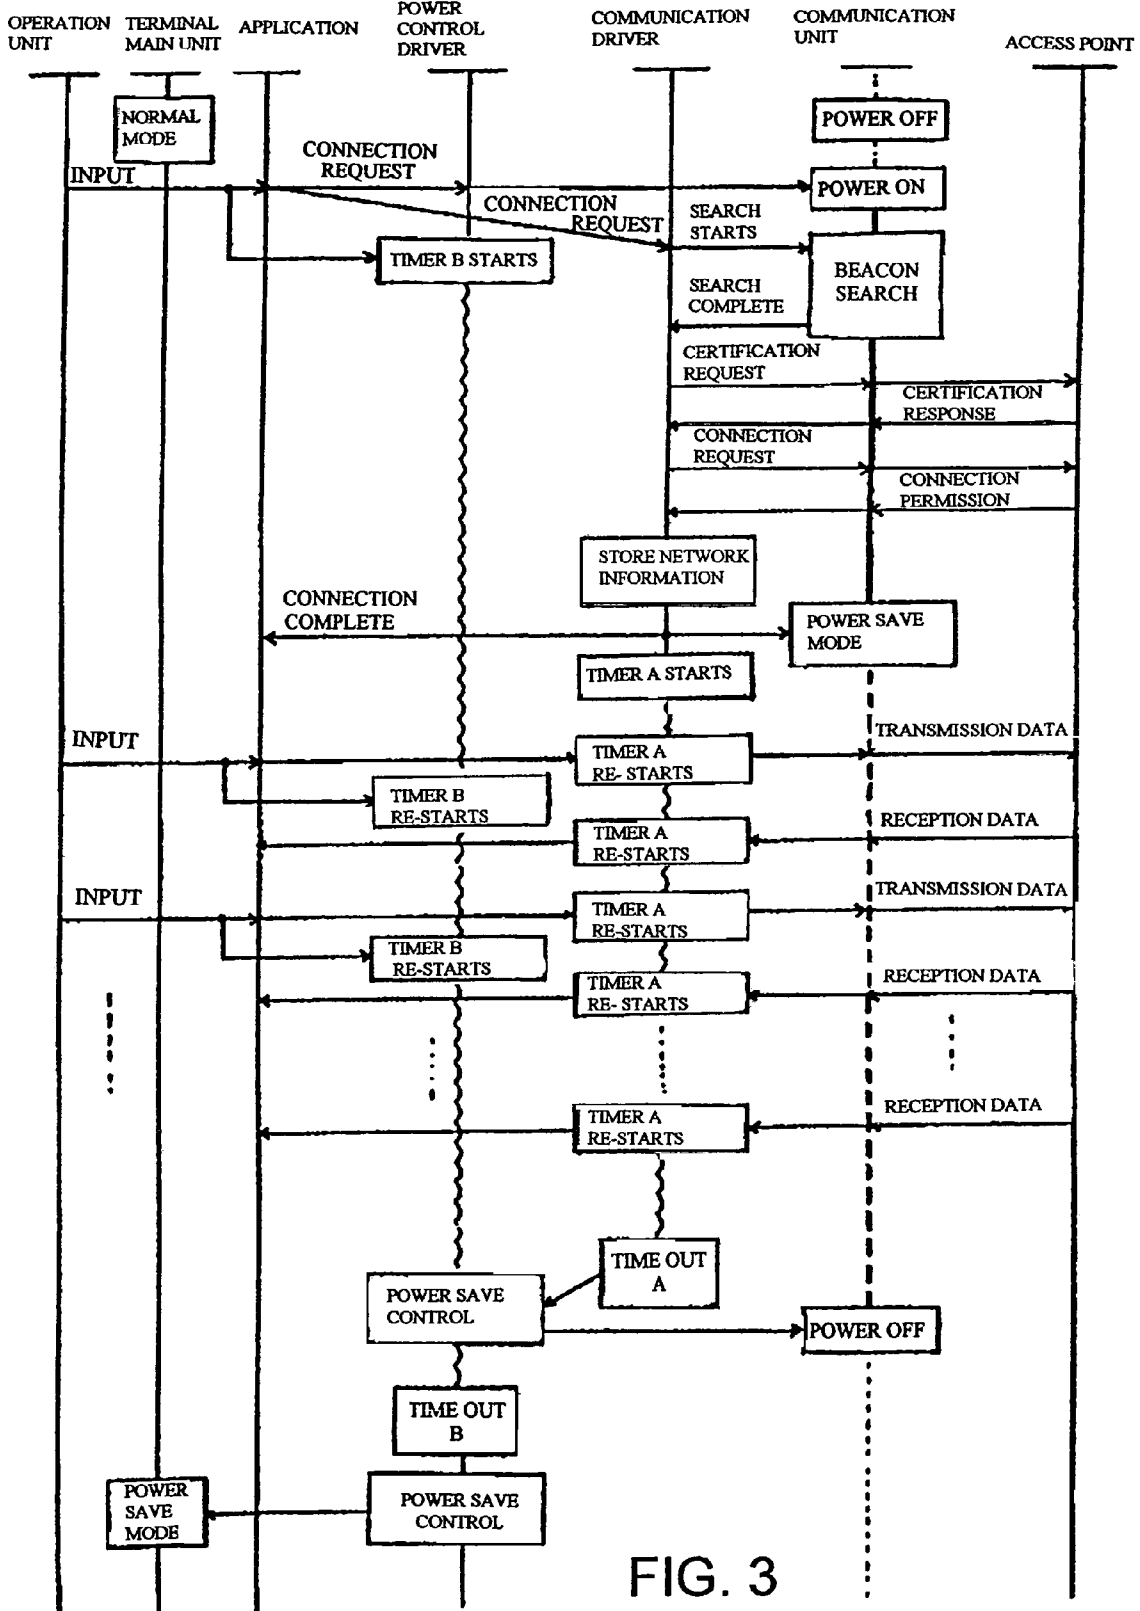 OPERATION
UNIT
TERMINAL
MAIN UNIT
APPLICATION
POWER
CONTROL
DRIVER
COMMUNICATION
DRIVER
COMMUNICATION
UNIT
ACCESS POINT
NORMAL
MODE
POWER OFF
INPUT
CONNECTION
REQUEST
POWER ON
CONNECTION
REQUEST
SEARCH
STARTS
TIMER B STARTS
BEACON
SEARCH
SEARCH
COMPLETE
CERTIFICATION
REQUEST
CERTIFICATION
RESPONSE
CONNECTION
REQUEST
CONNECTION
PERMISSION
STORE NETWORK
INFORMATION
CONNECTION
COMPLETE
POWER SAVE
MODE
TIMER A STARTS
INPUT
TIMER A
RE- STARTS
TRANSMISSION DATA
TIMER B
RE-STARTS
TIMER A
RE-STARTS
RECEPTION DATA
INPUT
TIMER A
RE-STARTS
TRANSMISSION DATA
TIMER B
RE-STARTS
TIMER A
RE- STARTS
RECEPTION DATA
TIMER A
RE-STARTS
RECEPTION DATA
TIME OUT
A
POWER SAVE
CONTROL
POWER OFF
TIME OUT
B
POWER
SAVE
MODE
POWER SAVE
CONTROL
FIG. 3